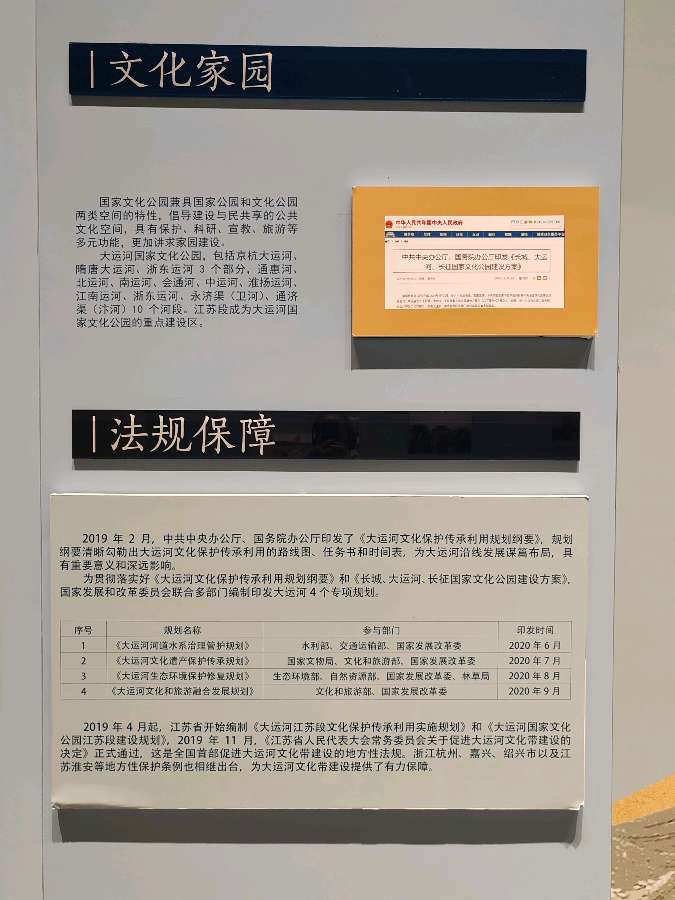 文化家园
国家文化公园兼具国家公园和文化公园
两类空间的特性，倡导建设与民共享的公共
文化空间，具有保护、科研、宣教、旅游等
多元功能，更加讲求家园建设。
大运河国家文化公园，包括京杭大运河、
隋唐大运河、浙东运河 3 个部分，通惠河、
北运河、南运河、会通河、中运河、淮扬运河、
江南运河、浙东运河、永济渠（卫河）、通济
渠（汴河）10 个河段。江苏段成为大运河国
家文化公园的重点建设区。
中华人民共和国中央人民政府
中共中央办公厅、国务院办公厅印发《长城、大运
河、长征国家文化公园建设方案》
法规保障
2019 年 2 月，中共中央办公厅、国务院办公厅印发了《大运河文化保护传承利用规划纲要》，规划
纲要清晰勾勒出大运河文化保护传承利用的路线图、任务书和时间表，为大运河沿线发展谋篇布局，具
有重要意义和深远影响。
为贯彻落实好《大运河文化保护传承利用规划纲要》和《长城、大运河、长征国家文化公园建设方案》，
国家发展和改革委员会联合多部门编制印发大运河 4 个专项规划。
序号 规划名称 参与部门 印发时间
1 《大运河河道水系治理管护规划》 水利部、交通运输部、国家发展改革委 2020 年 6 月
2 《大运河文化遗产保护传承规划》 国家文物局、文化和旅游部、国家发展改革委 2020 年 7 月
3 《大运河生态环境保护修复规划》 生态环境部、自然资源部、国家发展改革委、林草局 2020 年 8 月
4 《大运河文化和旅游融合发展规划》 文化和旅游部、国家发展改革委 2020 年 9 月
2019 年 4 月起，江苏省开始编制《大运河江苏段文化保护传承利用实施规划》和《大运河国家文化
公园江苏段建设规划》，2019 年 11 月，《江苏省人民代表大会常务委员会关于促进大运河文化带建设的
决定》正式通过，这是全国首部促进大运河文化带建设的地方性法规。浙江杭州、嘉兴、绍兴市以及江
苏淮安等地方性保护条例也相继出台，为大运河文化带建设提供了有力保障。